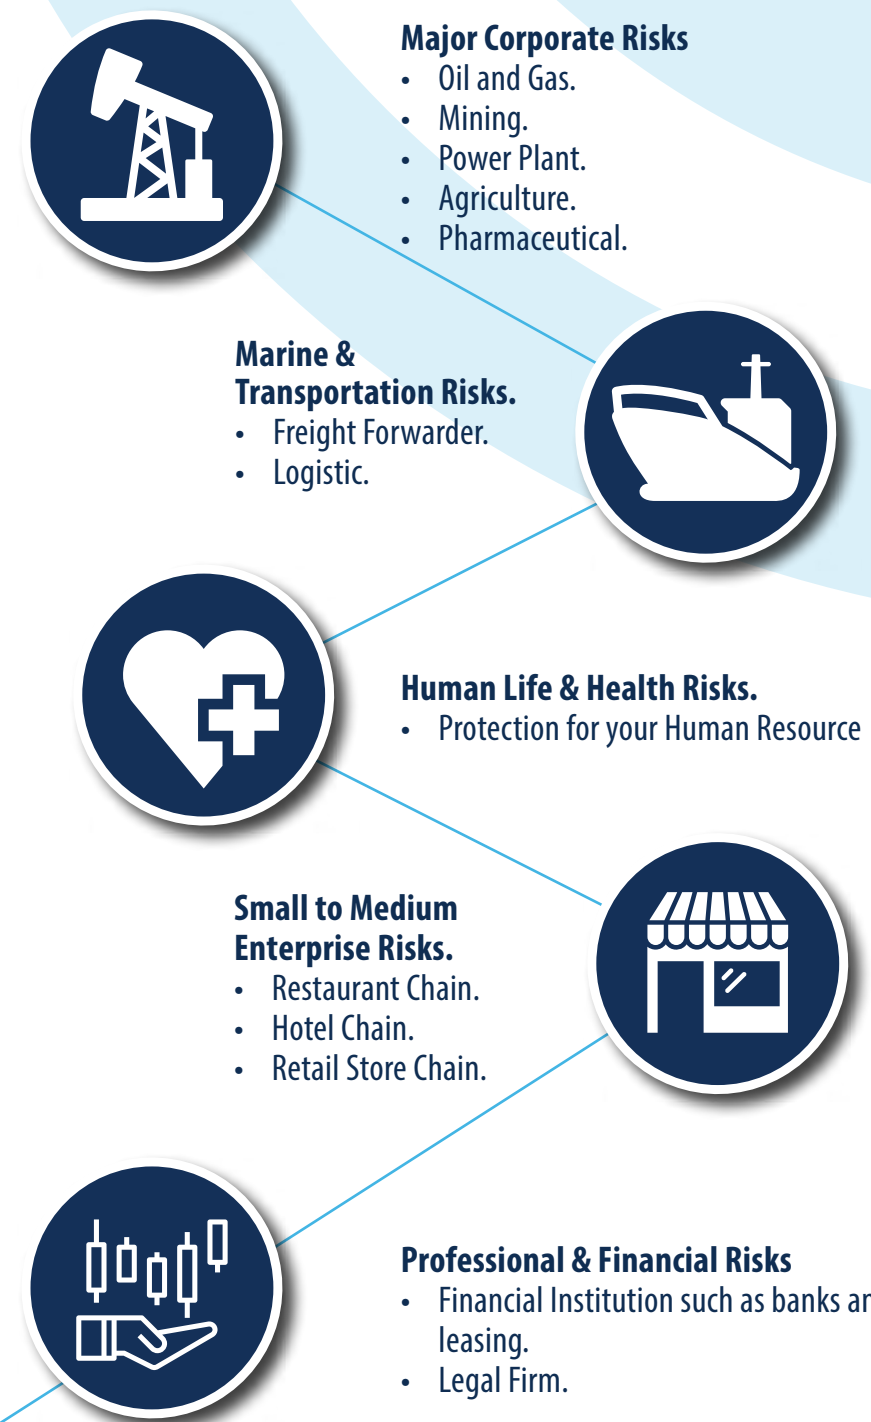 Major Corporate Risks
• Oil and Gas.
• Mining.
• Power Plant.
• Agriculture.
• Pharmaceutical.
Marine &
Transportation Risks.
• Freight Forwarder.
• Logistic.
Human Life & Health Risks.
• Protection for your Human Resource
Small to Medium
Enterprise Risks.
• Restaurant Chain.
• Hotel Chain.
• Retail Store Chain.
Professional & Financial Risks
• Financial Institution such as banks
leasing.
• Legal Firm.